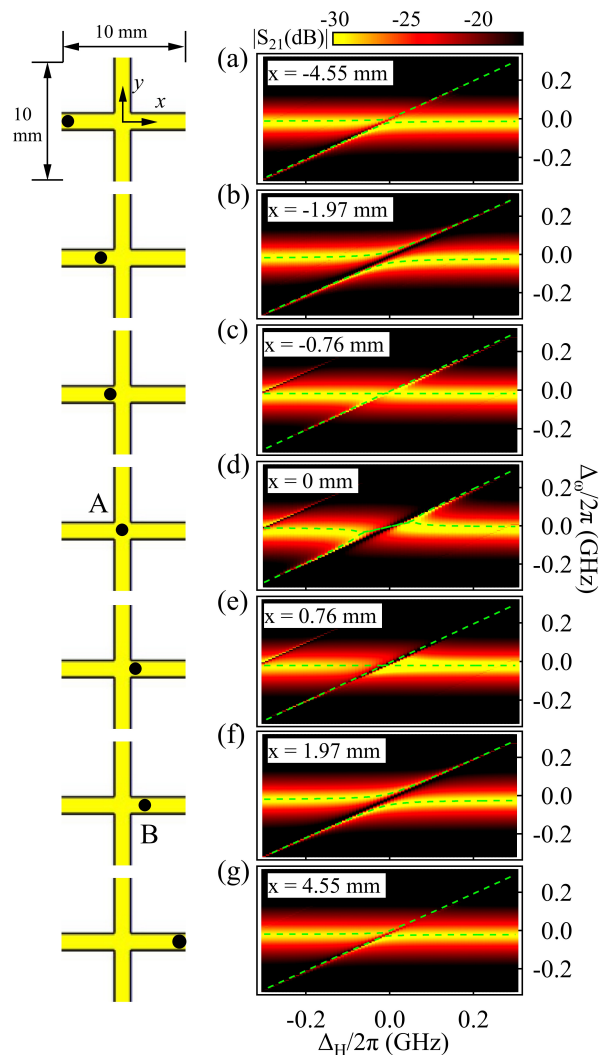 10 mm
|S21(dB)|
-30 -25 -20
10
mm
y
x
(a)
x = -4.55 mm
0.2
0.0
-0.2
(b)
x = -1.97 mm
0.2
0.0
-0.2
(c)
x = -0.76 mm
0.2
0.0
-0.2
A
(d)
x = 0 mm
0.2
0.0
-0.2
Δω/2π (GHz)
(e)
x = 0.76 mm
0.2
0.0
-0.2
B
(f)
x = 1.97 mm
0.2
0.0
-0.2
(g)
x = 4.55 mm
0.2
0.0
-0.2
-0.2 0.0 0.2
ΔH/2π (GHz)